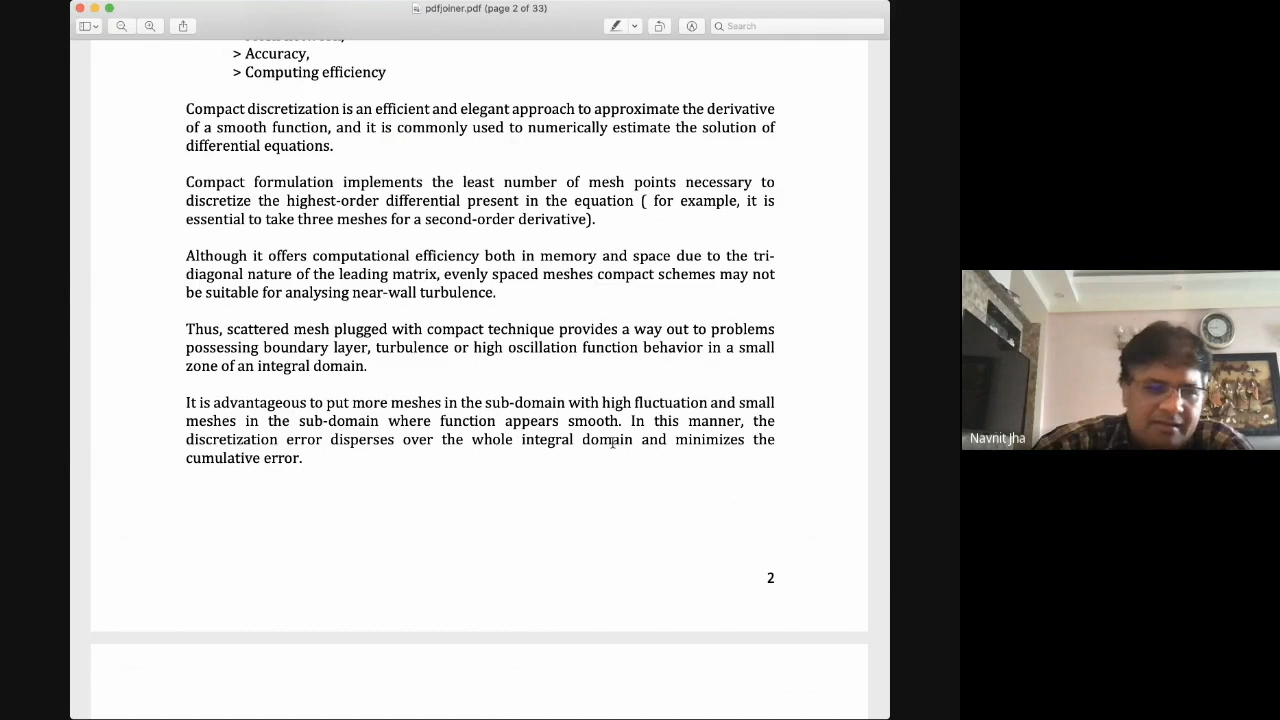 pdfjoiner.pdf (page 2 of 33)
Search
> Accuracy,
> Computing efficiency
Compact discretization is an efficient and elegant approach to approximate the derivative
of a smooth function, and it is commonly used to numerically estimate the solution of
differential equations.
Compact formulation implements the least number of mesh points necessary to
discretize the highest-order differential present in the equation ( for example, it is
essential to take three meshes for a second-order derivative).
Although it offers computational efficiency both in memory and space due to the tri-
diagonal nature of the leading matrix, evenly spaced meshes compact schemes may not
be suitable for analysing near-wall turbulence.
Thus, scattered mesh plugged with compact technique provides a way out to problems
possessing boundary layer, turbulence or high oscillation function behavior in a small
zone of an integral domain.
It is advantageous to put more meshes in the sub-domain with high fluctuation and small
meshes in the sub-domain where function appears smooth. In this manner, the
discretization error disperses over the whole integral domain and minimizes the
cumulative error.
2
Navnit Jha